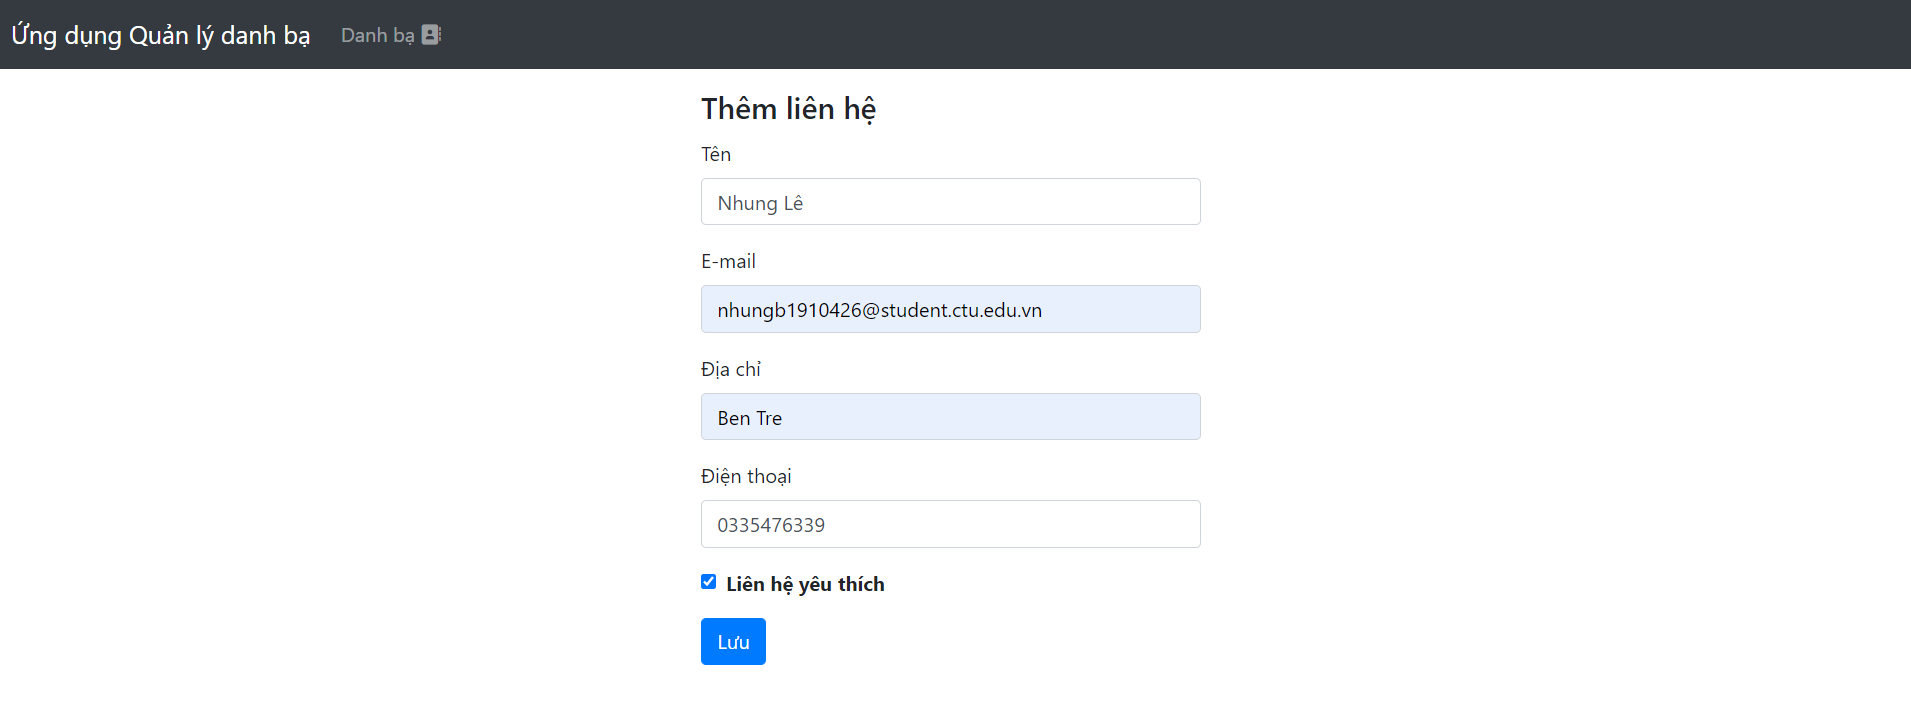 Ứng dụng Quản lý danh bạ Danh bạ
Thêm liên hệ
Tên
Nhung Lê
E-mail
nhungb1910426@student.ctu.edu.vn
Địa chỉ
Ben Tre
Điện thoại
0335476339
Liên hệ yêu thích
Lưu